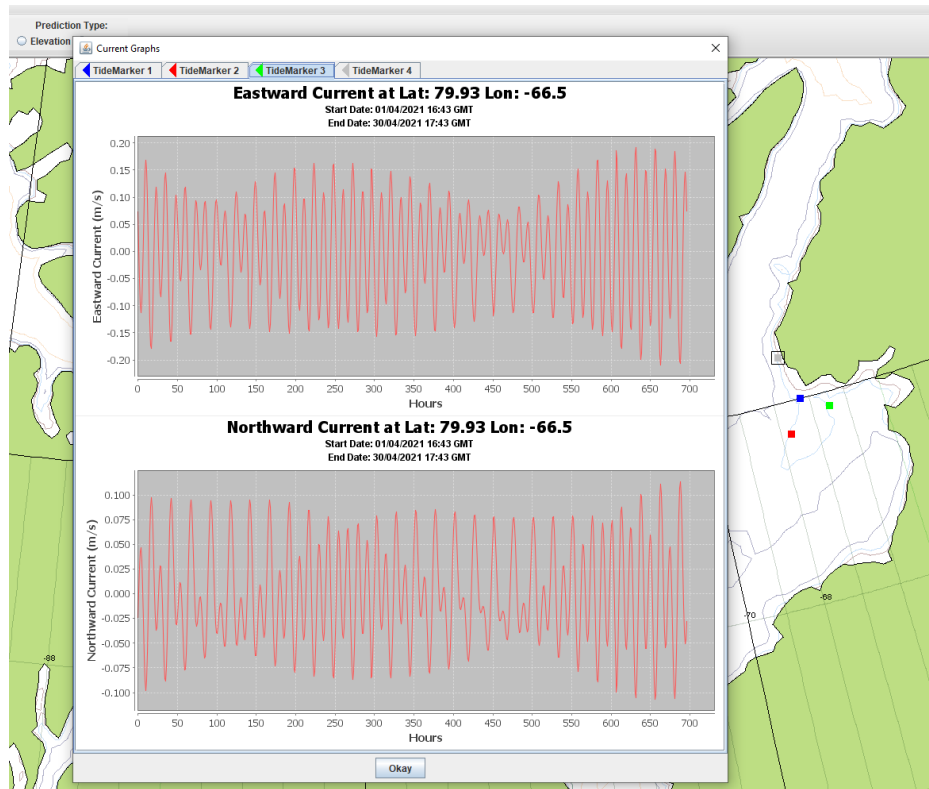 Prediction Type:
Elevation
Current Graphs
TideMarker 1 TideMarker 2 TideMarker 3 TideMarker 4
Eastward Current at Lat: 79.93 Lon: -66.5
Start Date: 01/04/2021 16:43 GMT
End Date: 30/04/2021 17:43 GMT
Eastward Current (m/s)
0.20
0.15
0.10
0.05
0.00
-0.05
-0.10
-0.15
-0.20
0 50 100 150 200 250 300 350 400 450 500 550 600 650 700
Hours
Northward Current at Lat: 79.93 Lon: -66.5
Start Date: 01/04/2021 16:43 GMT
End Date: 30/04/2021 17:43 GMT
Northward Current (m/s)
0.100
0.075
0.050
0.025
0.000
-0.025
-0.050
-0.075
-0.100
0 50 100 150 200 250 300 350 400 450 500 550 600 650 700
Hours
Okay
-88
-70
-68